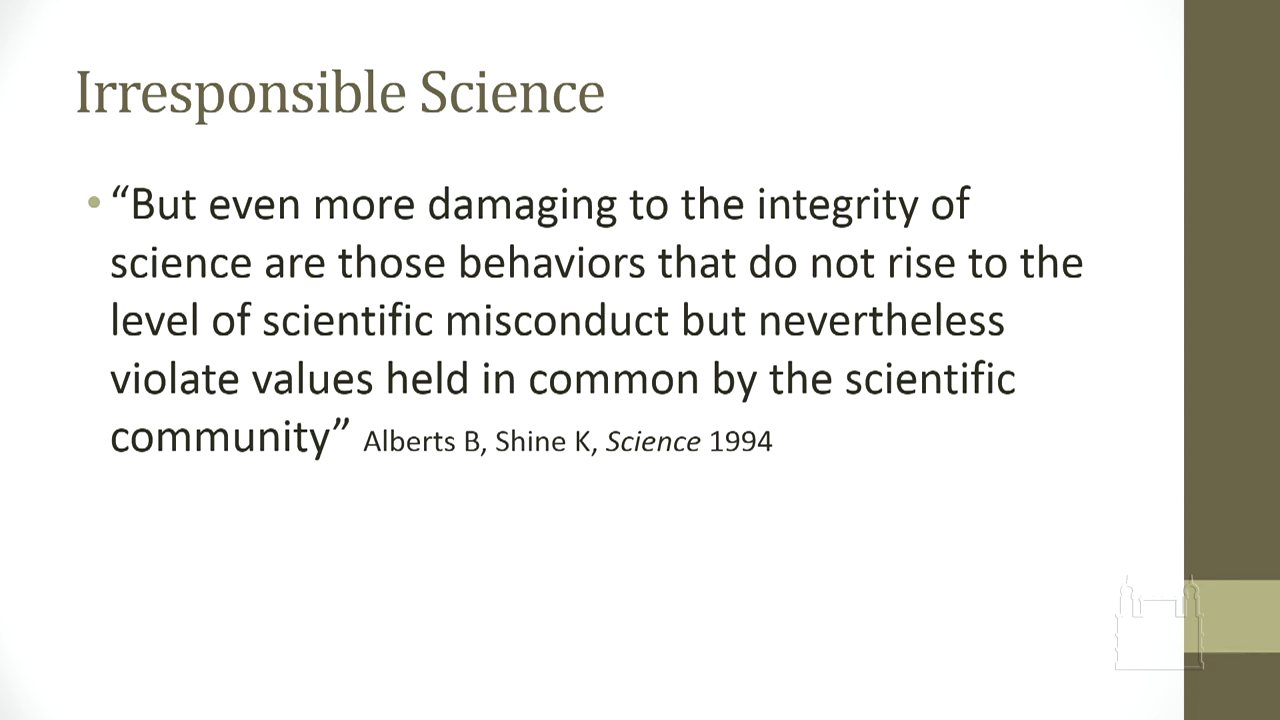 Irresponsible Science
• “But even more damaging to the integrity of
science are those behaviors that do not rise to the
level of scientific misconduct but nevertheless
violate values held in common by the scientific
community” Alberts B, Shine K, Science 1994